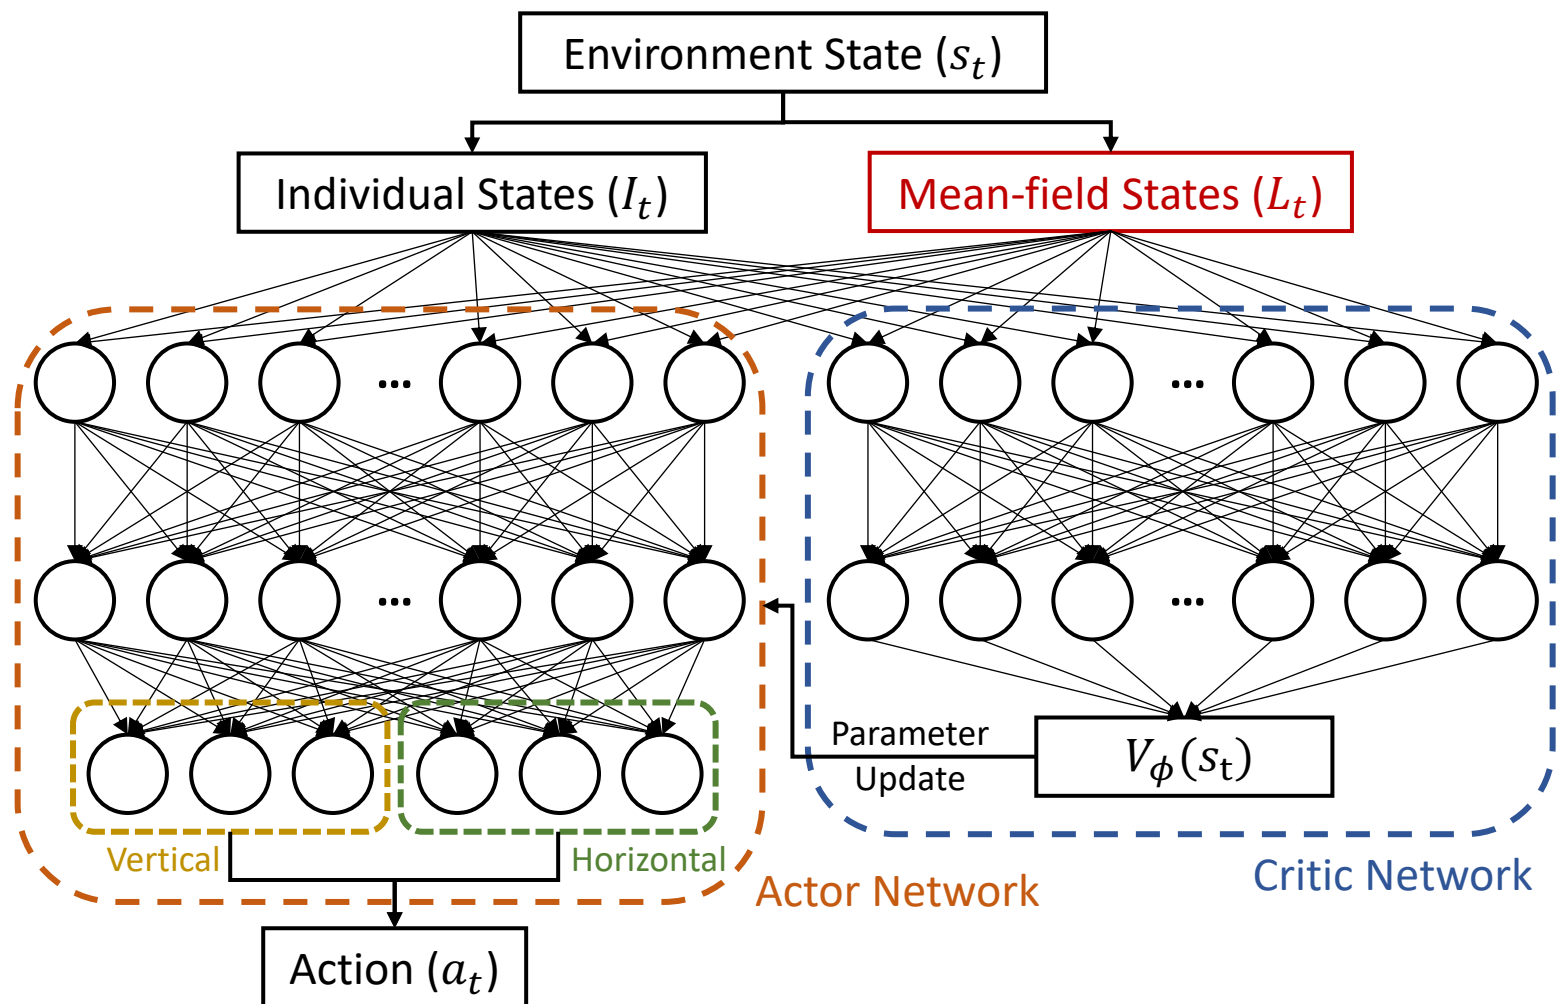 Environment State (s_t)
Individual States (I_t)
Mean-field States (L_t)
...
...
...
...
Parameter
Update
V_ϕ(s_t)
Vertical
Horizontal
Actor Network
Critic Network
Action (a_t)